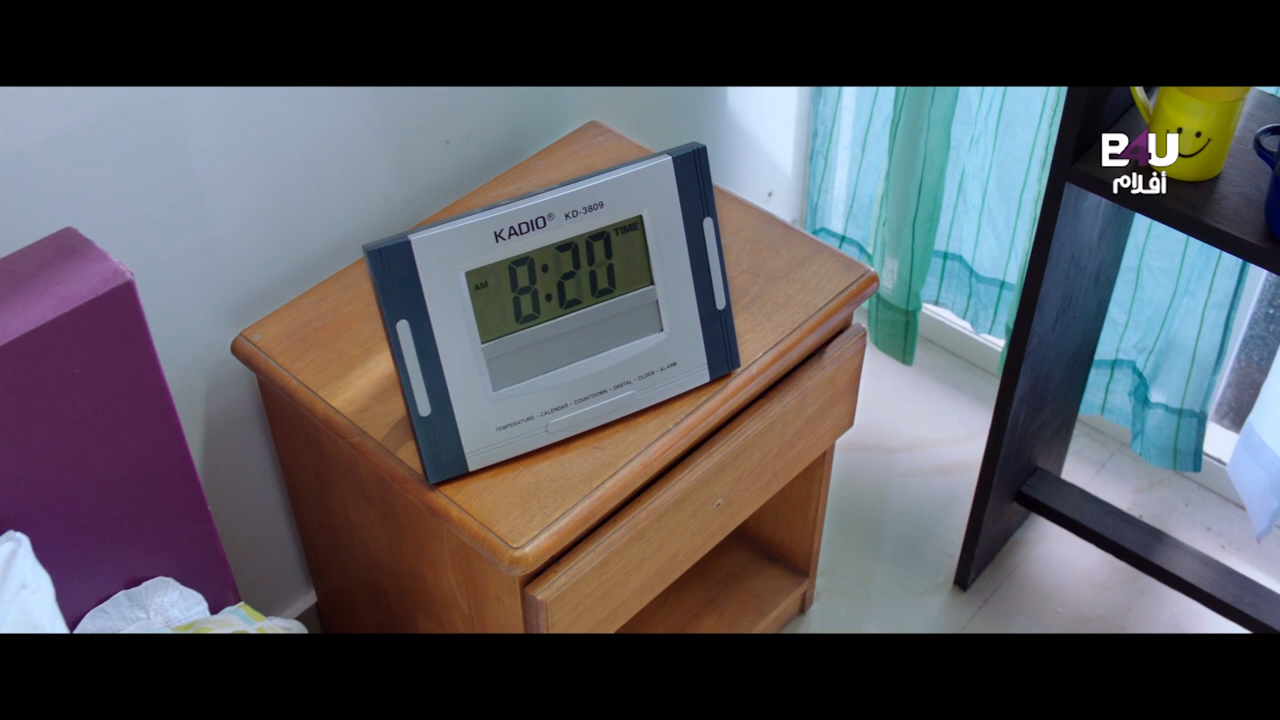 KADIO® KD-3809
TIME
AM 8:20
TEMPERATURE • CALENDAR • COUNTDOWN • DIGITAL • CLOCK • ALARM
B4U
أفلام